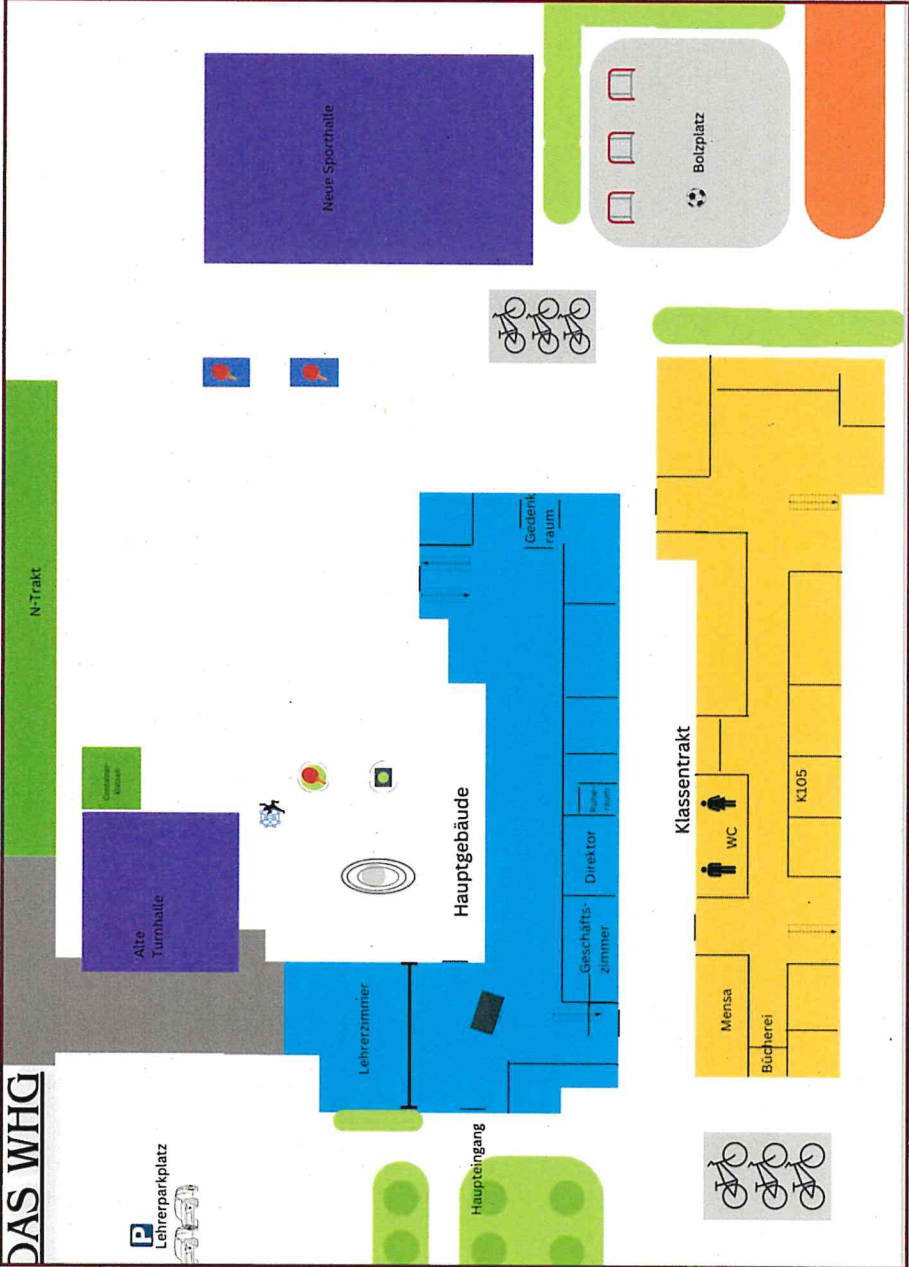 DAS WHG
N-Trakt
Container-
klassen
Alte
Turnhalle
P
Lehrerparkplatz
Neue Sporthalle
Lehrerzimmer
Hauptgebäude
Haupteingang
Gedenk
raum
Geschäfts-
zimmer
Direktor
Ruhe-
raum
Klassentrakt
Bolzplatz
Mensa
WC
Bücherei
K105